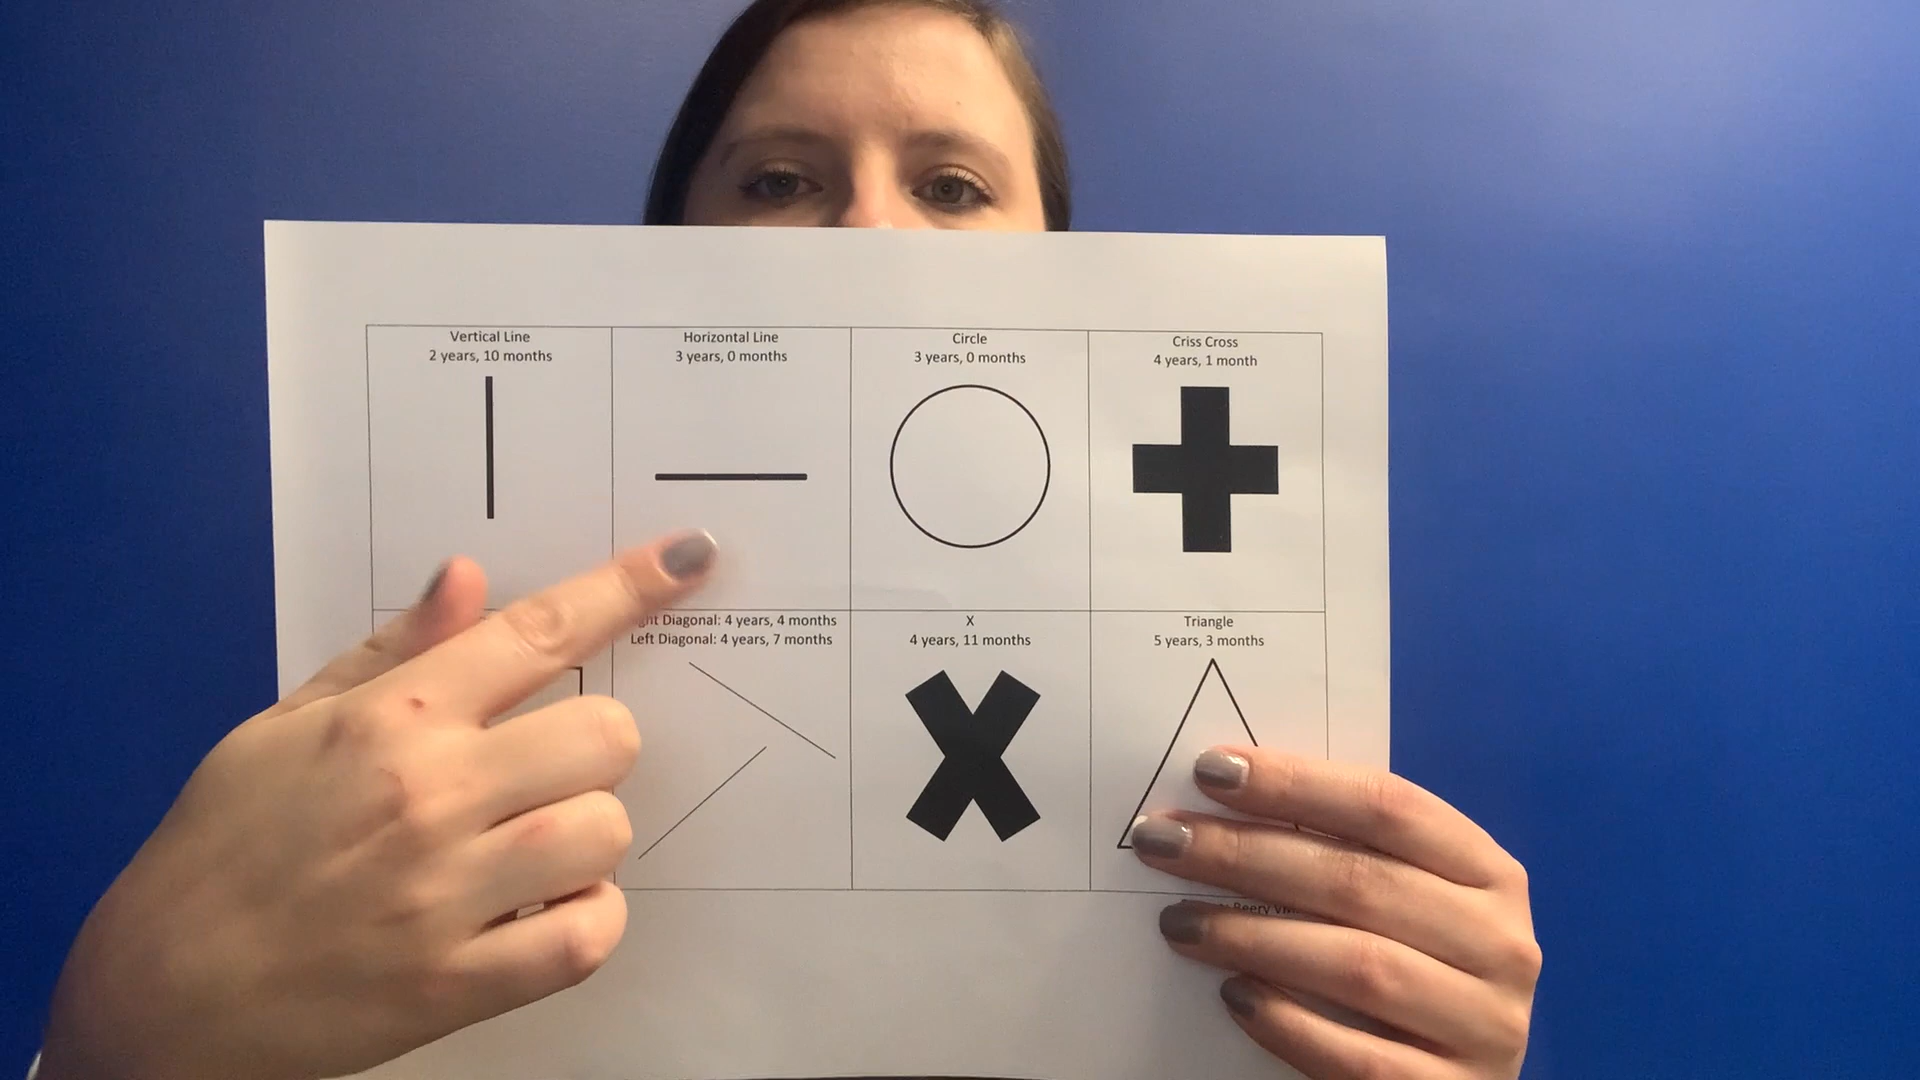 Vertical Line
2 years, 10 months
Horizontal Line
3 years, 0 months
Circle
3 years, 0 months
Criss Cross
4 years, 1 month
Diagonal: 4 years, 4 months
Left Diagonal: 4 years, 7 months
X
4 years, 11 months
Triangle
5 years, 3 months
Beery